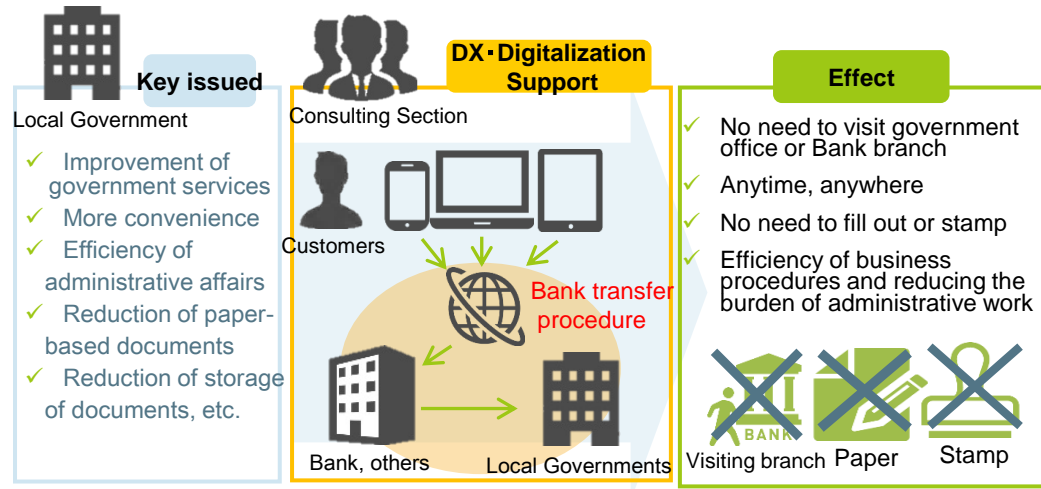 Key issued
Local Government
✓ Improvement of
government services
✓ More convenience
✓ Efficiency of
administrative affairs
✓ Reduction of paper-
based documents
✓ Reduction of storage
of documents, etc.
DX・Digitalization
Support
Consulting Section
Customers
Bank transfer
procedure
Bank, others
Local Governments
Effect
✓ No need to visit government
office or Bank branch
✓ Anytime, anywhere
✓ No need to fill out or stamp
✓ Efficiency of business
procedures and reducing the
burden of administrative work
BANK
Visiting branch
Paper
Stamp